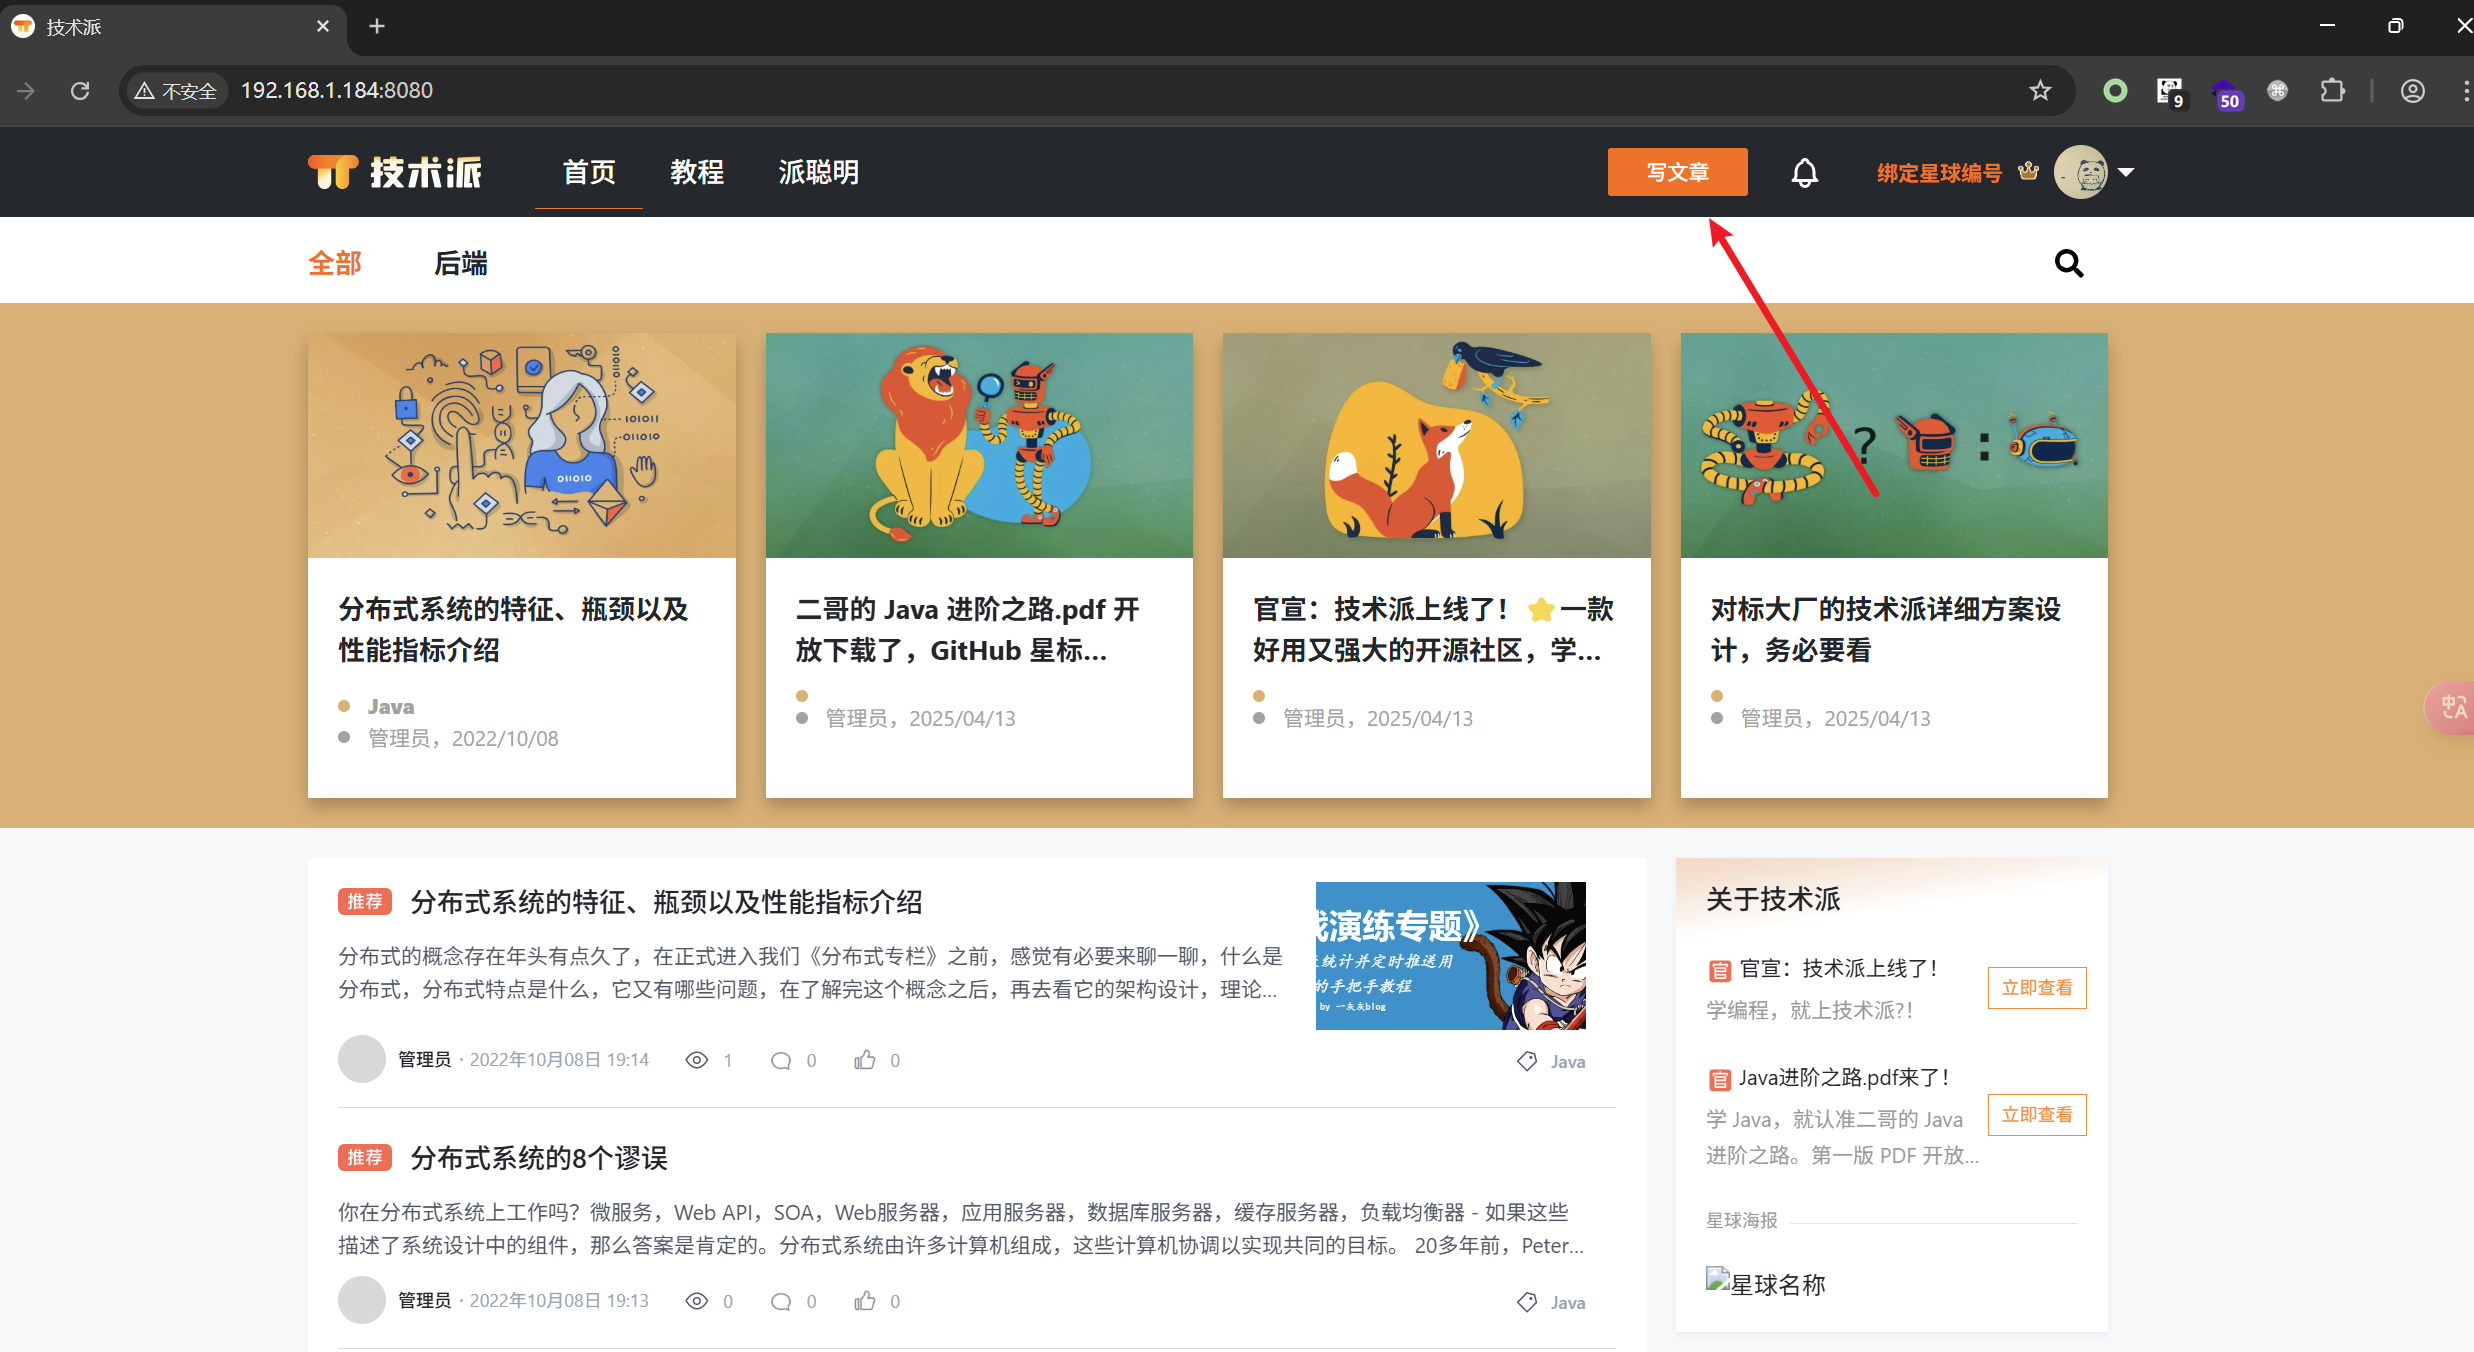 技术派
不安全
192.168.1.184:8080
9
50
技术派
首页
教程
派聪明
写文章
绑定星球编号
全部
后端
01011
011010
011010
? :
分布式系统的特征、瓶颈以及
性能指标介绍
Java
管理员，2022/10/08
二哥的 Java 进阶之路.pdf 开
放下载了，GitHub 星标...
管理员，2025/04/13
官宣：技术派上线了！⭐一款
好用又强大的开源社区，学...
管理员，2025/04/13
对标大厂的技术派详细方案设
计，务必要看
管理员，2025/04/13
中A
推荐
分布式系统的特征、瓶颈以及性能指标介绍
分布式的概念存在年头有点久了，在正式进入我们《分布式专栏》之前，感觉有必要来聊一聊，什么是
分布式，分布式特点是什么，它又有哪些问题，在了解完这个概念之后，再去看它的架构设计，理论...
演练专题》
统计并定时推送用
的手把手教程
by 一灰灰blog
管理员 · 2022年10月08日 19:14
1
0
0
Java
推荐
分布式系统的8个谬误
你在分布式系统上工作吗？微服务，Web API，SOA，Web服务器，应用服务器，数据库服务器，缓存服务器，负载均衡器 - 如果这些
描述了系统设计中的组件，那么答案是肯定的。分布式系统由许多计算机组成，这些计算机协调以实现共同的目标。 20多年前，Peter...
管理员 · 2022年10月08日 19:13
0
0
0
Java
关于技术派
官
官宣：技术派上线了！
学编程，就上技术派?!
立即查看
官
Java进阶之路.pdf来了！
学 Java，就认准二哥的 Java
进阶之路。第一版 PDF 开放...
立即查看
星球海报
星球名称